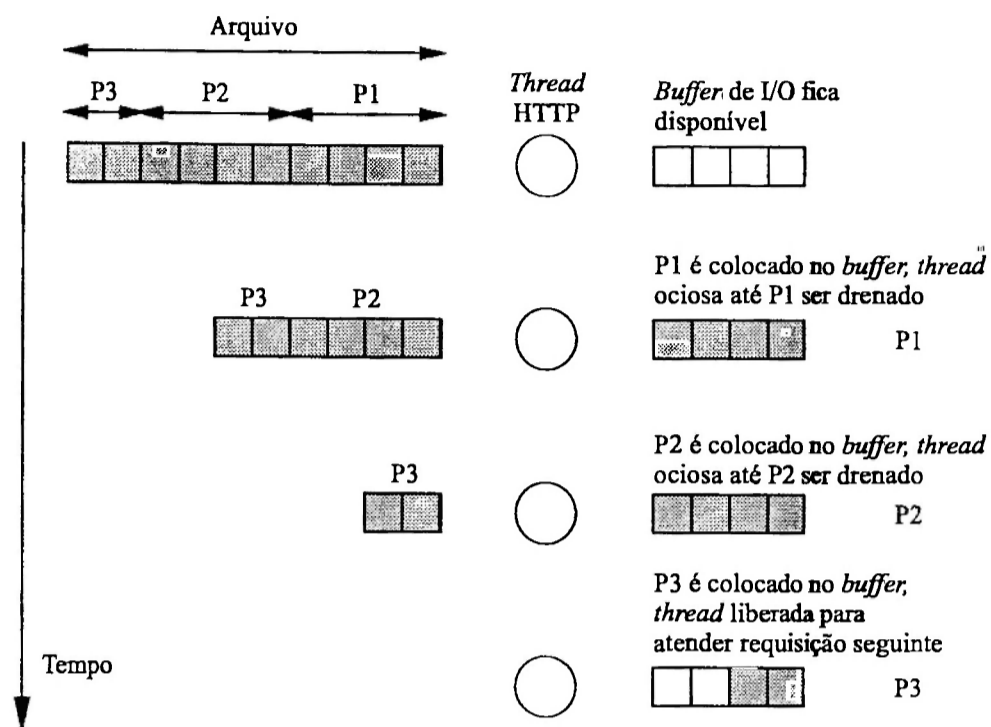 Arquivo
P3 P2 P1
Thread
HTTP
Buffer de I/O fica
disponível
P1 é colocado no buffer, thread
ociosa até P1 ser drenado
P3 P2
P1
P2 é colocado no buffer, thread
ociosa até P2 ser drenado
P3
P2
P3 é colocado no buffer,
thread liberada para
atender requisição seguinte
Tempo
P3